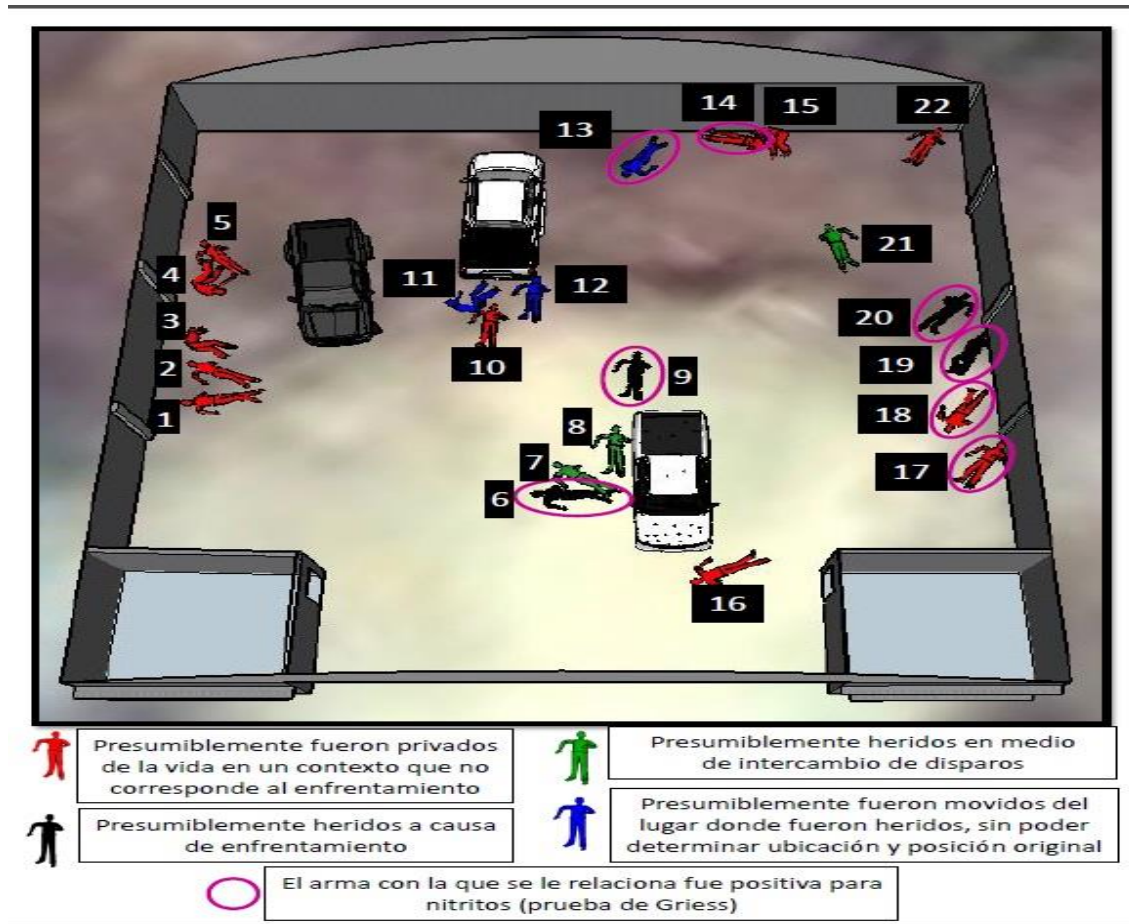 14
15
22
13
5
4
11
12
21
3
20
2
10
19
1
9
18
8
17
7
6
16
Presumiblemente fueron privados
de la vida en un contexto que no
corresponde al enfrentamiento
Presumiblemente heridos en medio
de intercambio de disparos
Presumiblemente heridos a causa
de enfrentamiento
Presumiblemente fueron movidos del
lugar donde fueron heridos, sin poder
determinar ubicación y posición original
El arma con la que se le relaciona fue positiva para
nitritos (prueba de Griess)